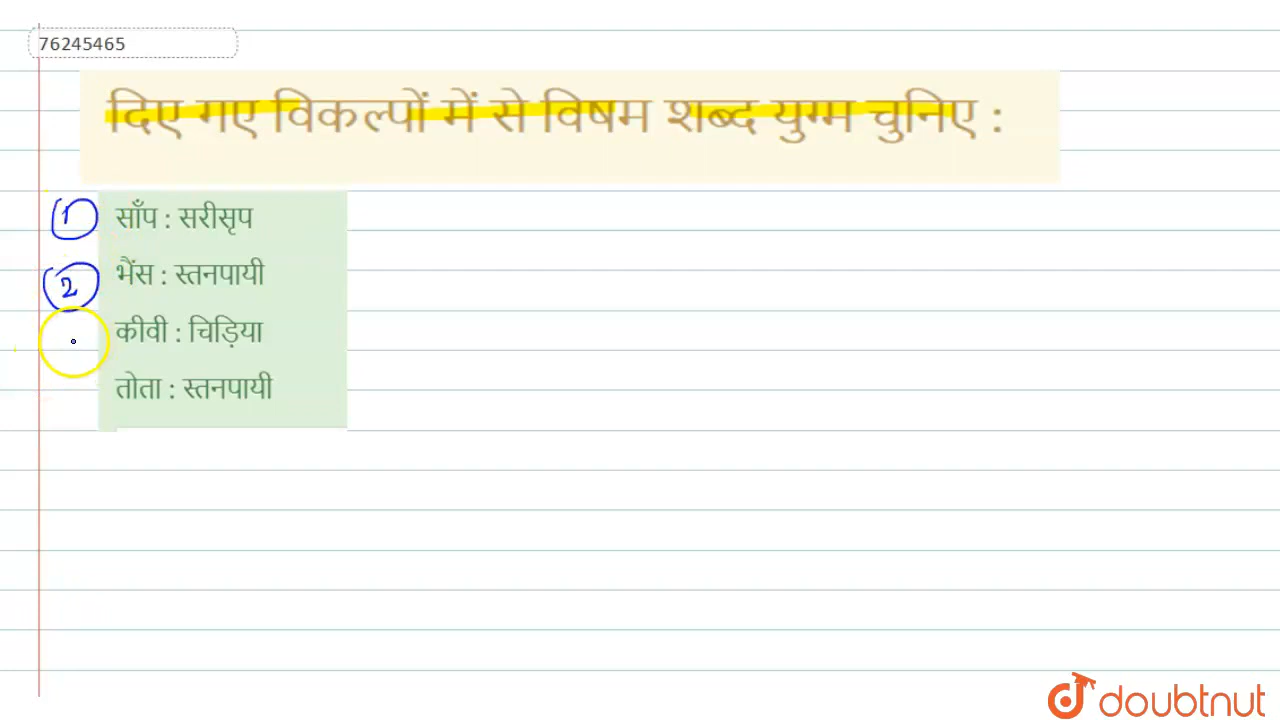 76245465
दिए गए विकल्पों में से विषम शब्द युग्म चुनिए :
1 साँप : सरीसृप
2 भैंस : स्तनपायी
कीवी : चिड़िया
तोता : स्तनपायी
doubtnut